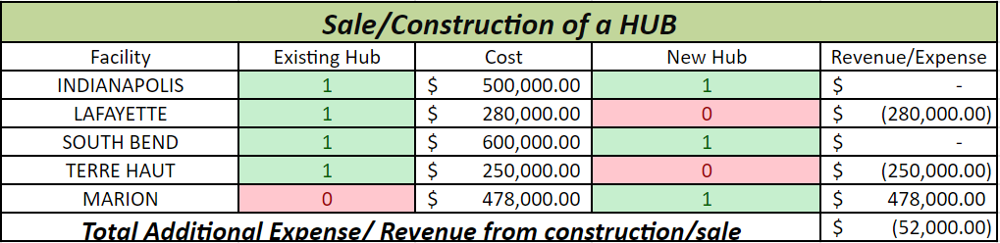 Sale/Construction of a HUB
Facility Existing Hub Cost New Hub Revenue/Expense
INDIANAPOLIS 1 $ 500,000.00 1 $ -
LAFAYETTE 1 $ 280,000.00 0 $ (280,000.00)
SOUTH BEND 1 $ 600,000.00 1 $ -
TERRE HAUT 1 $ 250,000.00 0 $ (250,000.00)
MARION 0 $ 478,000.00 1 $ 478,000.00
Total Additional Expense/ Revenue from construction/sale $ (52,000.00)